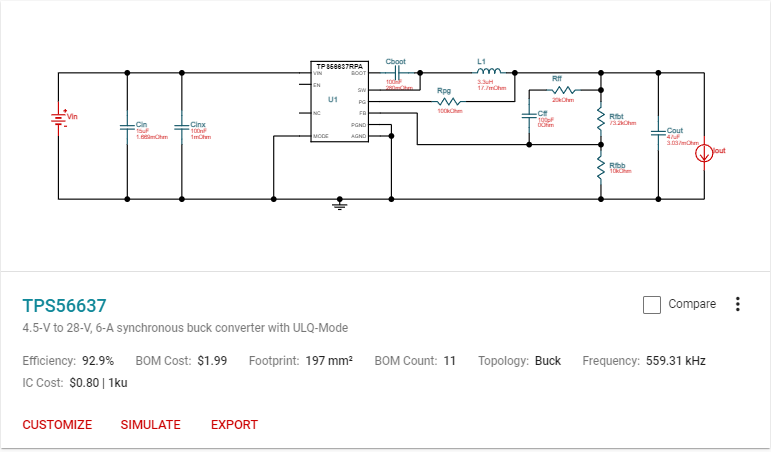 TPS56637RPA
VIN
EN
NC
MODE
U1
BOOT
SW
PG
FB
PGND
AGND
Cboot
100nF
L1
3.3uH
17.7mOhm
Rpg
100kOhm
Rff
20kOhm
Cff
100pF
0Ohm
Rfbt
73.2kOhm
Rfbb
10kOhm
Cout
47uF
3.037mOhm
Iout
Vin
Cin
15uF
Cinx
100nF
1mOhm
TPS56637
Compare
4.5-V to 28-V, 6-A synchronous buck converter with ULQ-Mode
Efficiency: 92.9% BOM Cost: $1.99 Footprint: 197 mm² BOM Count: 11 Topology: Buck Frequency: 559.31 kHz
IC Cost: $0.80 | 1ku
CUSTOMIZE SIMULATE EXPORT